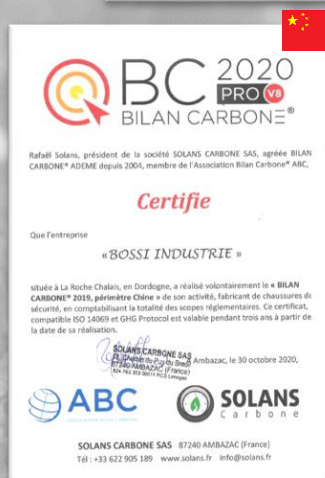 BC 2020
PRO V8
BILAN CARBONE®
Rafaël Solans, président de la société SOLANS CARBONE SAS, agréée BILAN
CARBONE® ADEME depuis 2004, membre de l'Association Bilan Carbone® ABC,
Certifie
Que l'entreprise
« BOSSI INDUSTRIE »
située à La Roche Chalais, en Dordogne, a réalisé volontairement le « BILAN
CARBONE® 2019, périmètre Chine » de son activité, fabricant de chaussures de
sécurité, en comptabilisant la totalité des scopes réglementaires. Ce certificat,
compatible ISO 14069 et GHG Protocol est valable pendant trois ans à partir de
la date de sa réalisation.
SOLANS CARBONE SAS
87240 AMBAZAC (France)
Ambazac, le 30 octobre 2020,
ABC
SOLANS
Carbone
SOLANS CARBONE SAS 87240 AMBAZAC (France)
Tél : +33 622 905 189 www.solans.fr info@solans.fr